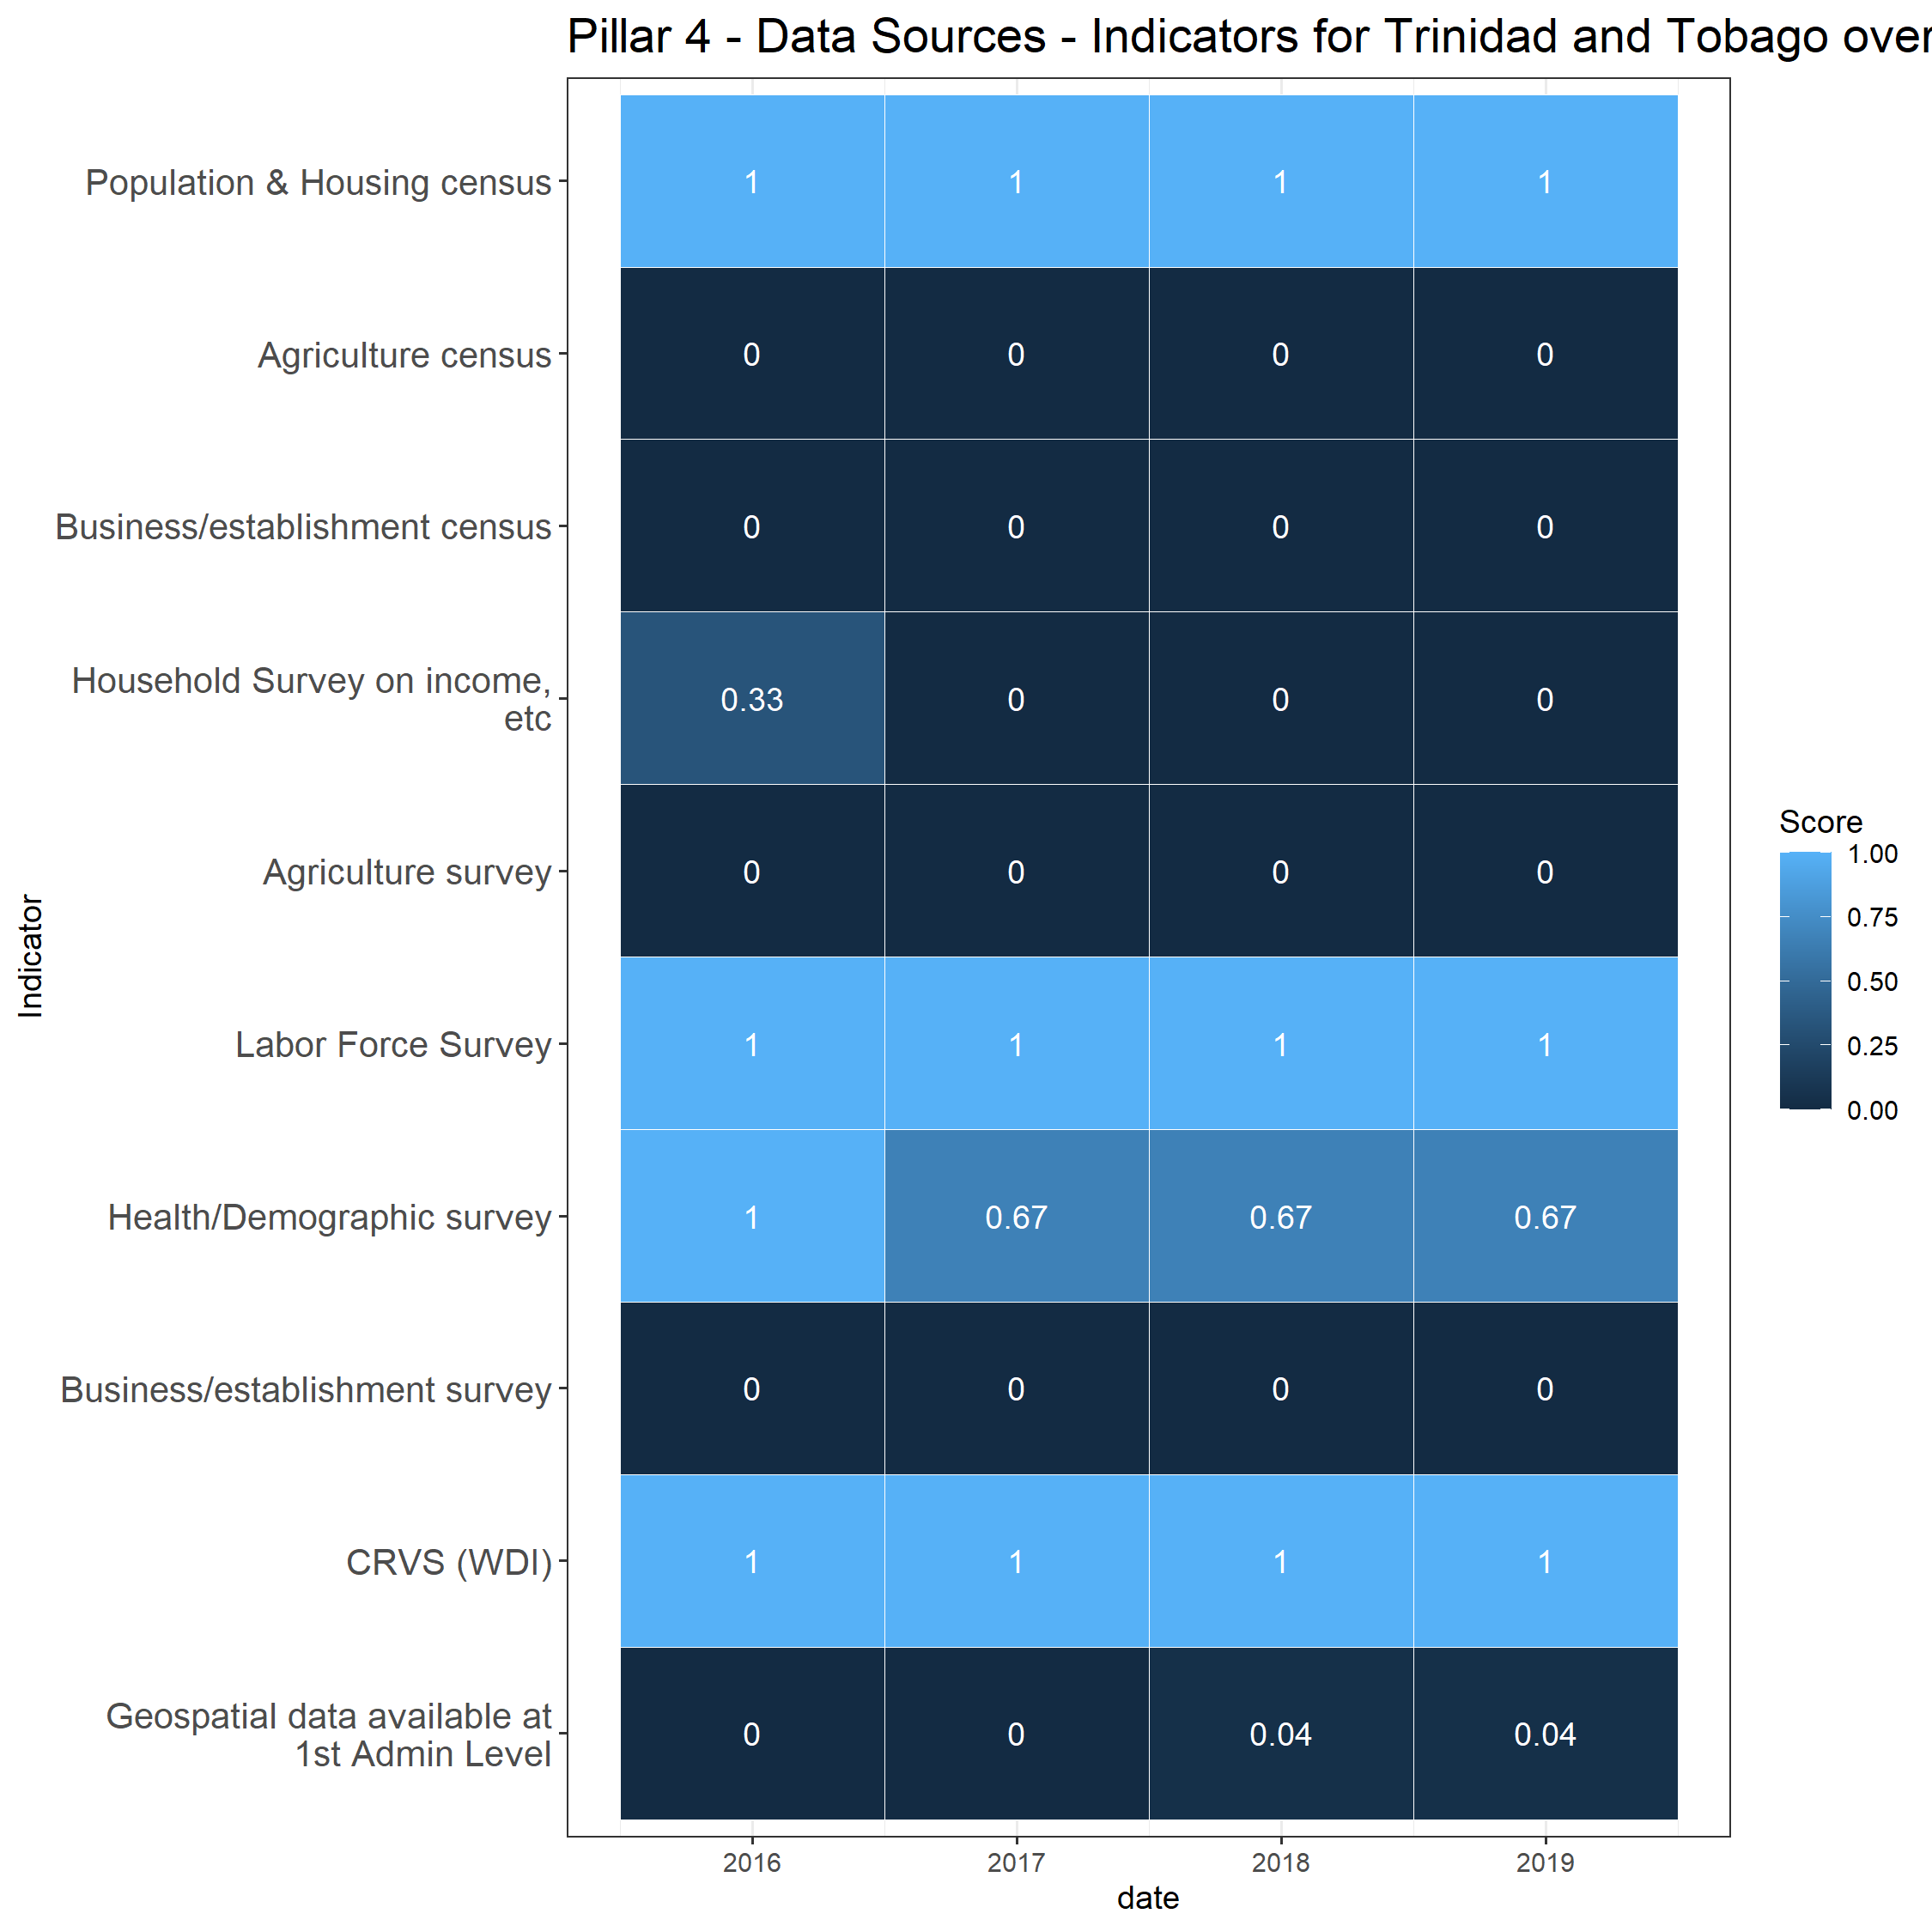 Pillar 4 - Data Sources - Indicators for Trinidad and Tobago over
Population & Housing census
1 1 1 1
Agriculture census
0 0 0 0
Business/establishment census
0 0 0 0
Household Survey on income,
etc
0.33 0 0 0
Agriculture survey
0 0 0 0
Labor Force Survey
1 1 1 1
Health/Demographic survey
1 0.67 0.67 0.67
Business/establishment survey
0 0 0 0
CRVS (WDI)
1 1 1 1
Geospatial data available at
1st Admin Level
0 0 0.04 0.04
2016 2017 2018 2019
date
Indicator
Score
1.00
0.75
0.50
0.25
0.00